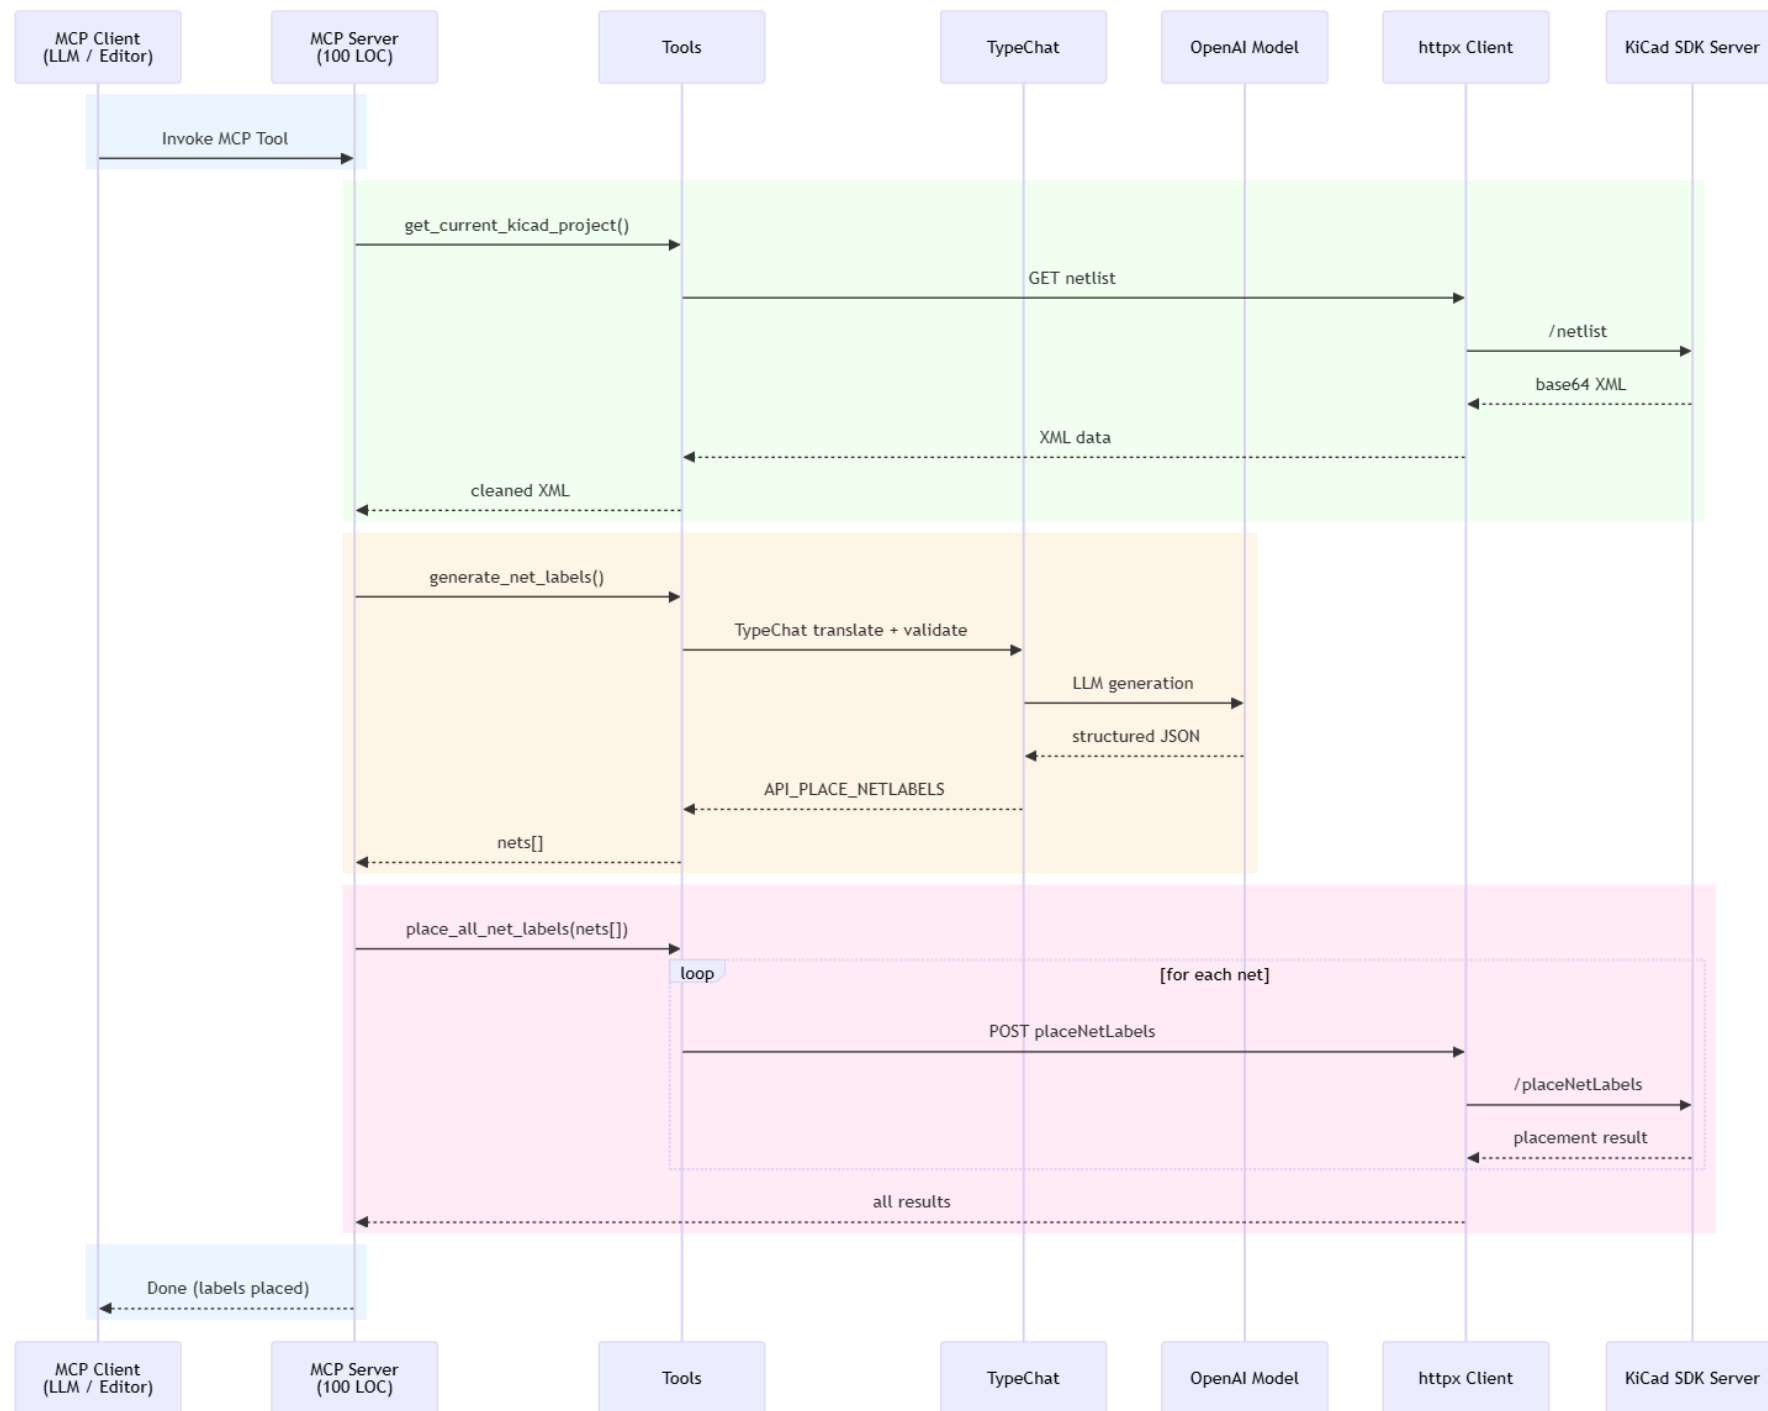 MCP Client
(LLM / Editor)
MCP Server
(100 LOC)
Tools
TypeChat
OpenAI Model
httpx Client
KiCad SDK Server
Invoke MCP Tool
get_current_kicad_project()
GET netlist
/netlist
base64 XML
XML data
cleaned XML
generate_net_labels()
TypeChat translate + validate
LLM generation
structured JSON
API_PLACE_NETLABELS
nets[]
place_all_net_labels(nets[])
loop
[for each net]
POST placeNetLabels
/placeNetLabels
placement result
all results
Done (labels placed)
MCP Client
(LLM / Editor)
MCP Server
(100 LOC)
Tools
TypeChat
OpenAI Model
httpx Client
KiCad SDK Server